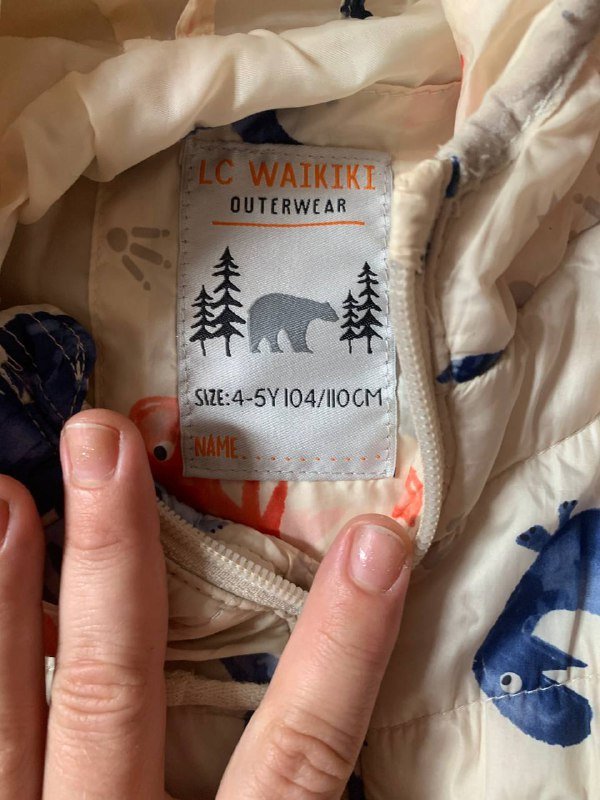 LC WAIKIKI
OUTERWEAR
SIZE:4-5Y 104/110CM
NAME..............